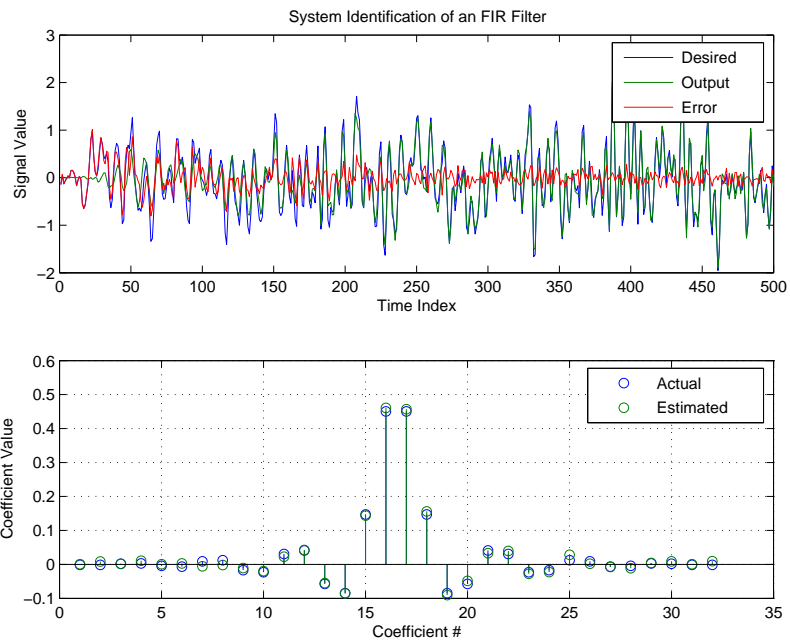 System Identification of an FIR Filter
3
2
1
0
−1
−2
Signal Value
Desired
Output
Error
0 50 100 150 200 250 300 350 400 450 500
Time Index
0.6
0.5
0.4
0.3
0.2
0.1
0
−0.1
Coefficient Value
Actual
Estimated
0 5 10 15 20 25 30 35
Coefficient #